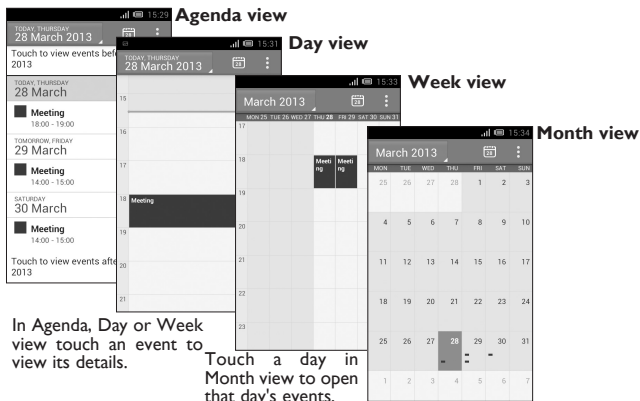 15:29
Agenda view
TODAY, THURSDAY
28 March 2013
28
Touch to view events bef
2013
TODAY, THURSDAY
28 March
Meeting
18:00 - 19:00
TOMORROW, FRIDAY
29 March
Meeting
14:00 - 15:00
SATURDAY
30 March
Meeting
14:00 - 15:00
Touch to view events afte
2013
15:31
Day view
TODAY, THURSDAY
28 March 2013
28
15
16
17
18
Meeting
19
20
21
15:33
Week view
March 2013
28
MON 25 TUE 26 WED 27 THU 28 FRI 29 SAT 30 SUN 31
17
Meeti Meeti
ng ng
18
19
20
21
22
23
15:34
Month view
March 2013
28
MON TUE WED THU FRI SAT SUN
25 26 27 28 1 2 3
4 5 6 7 8 9 10
11 12 13 14 15 16 17
18 19 20 21 22 23 24
25 26 27 28 29 30 31
1 2 3 4 5 6 7
In Agenda, Day or Week
view touch an event to
view its details.
Touch a day in
Month view to open
that day's events.